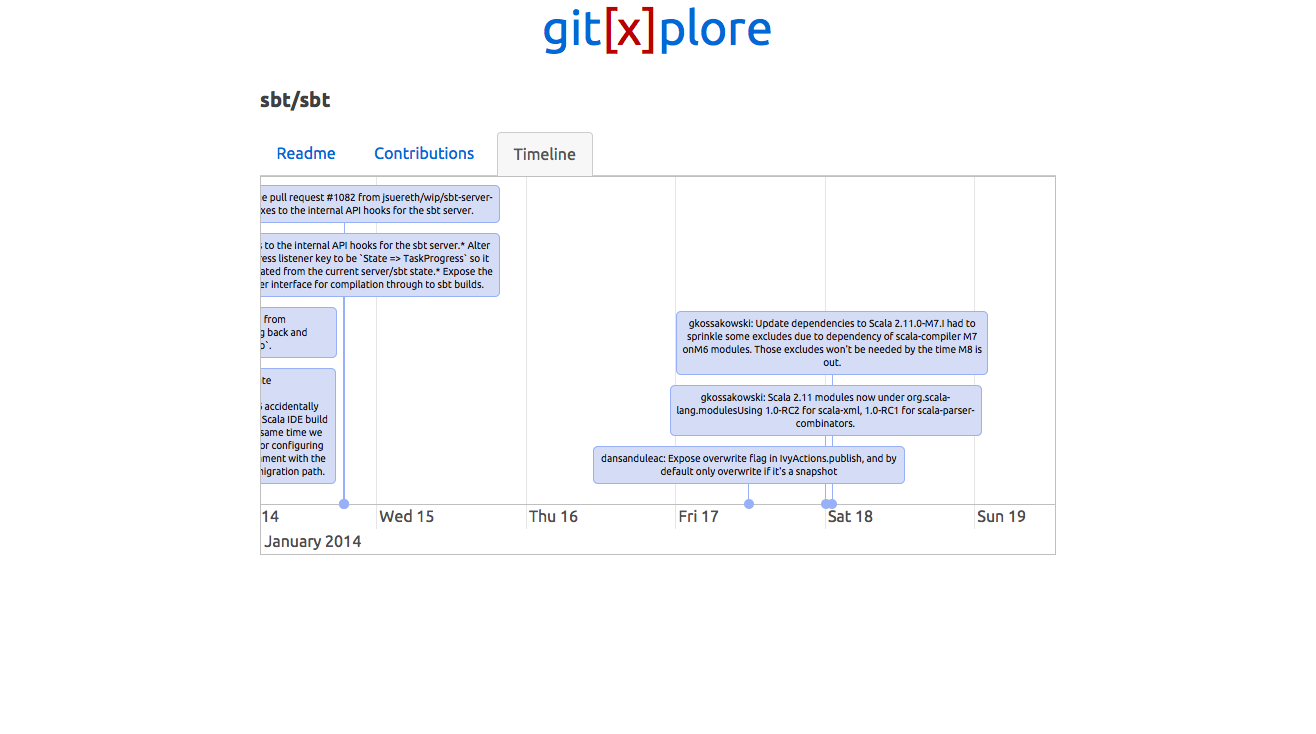 git[x]plore
sbt/sbt
Readme
Contributions
Timeline
e pull request #1082 from jsuereth/wip/sbt-server-
xes to the internal API hooks for the sbt server.
s to the internal API hooks for the sbt server.* Alter
ress listener key to be `State => TaskProgress` so it
ated from the current server/sbt state.* Expose the
er interface for compilation through to sbt builds.
from
g back and
o`.
te
accidentally
Scala IDE build
same time we
or configuring
nment with the
nigration path.
gkossakowski: Update dependencies to Scala 2.11.0-M7.I had to
sprinkle some excludes due to dependency of scala-compiler M7
onM6 modules. Those excludes won't be needed by the time M8 is
out.
gkossakowski: Scala 2.11 modules now under org.scala-
lang.modulesUsing 1.0-RC2 for scala-xml, 1.0-RC1 for scala-parser-
combinators.
dansanduleac: Expose overwrite flag in IvyActions.publish, and by
default only overwrite if it's a snapshot
14
Wed 15
Thu 16
Fri 17
Sat 18
Sun 19
January 2014